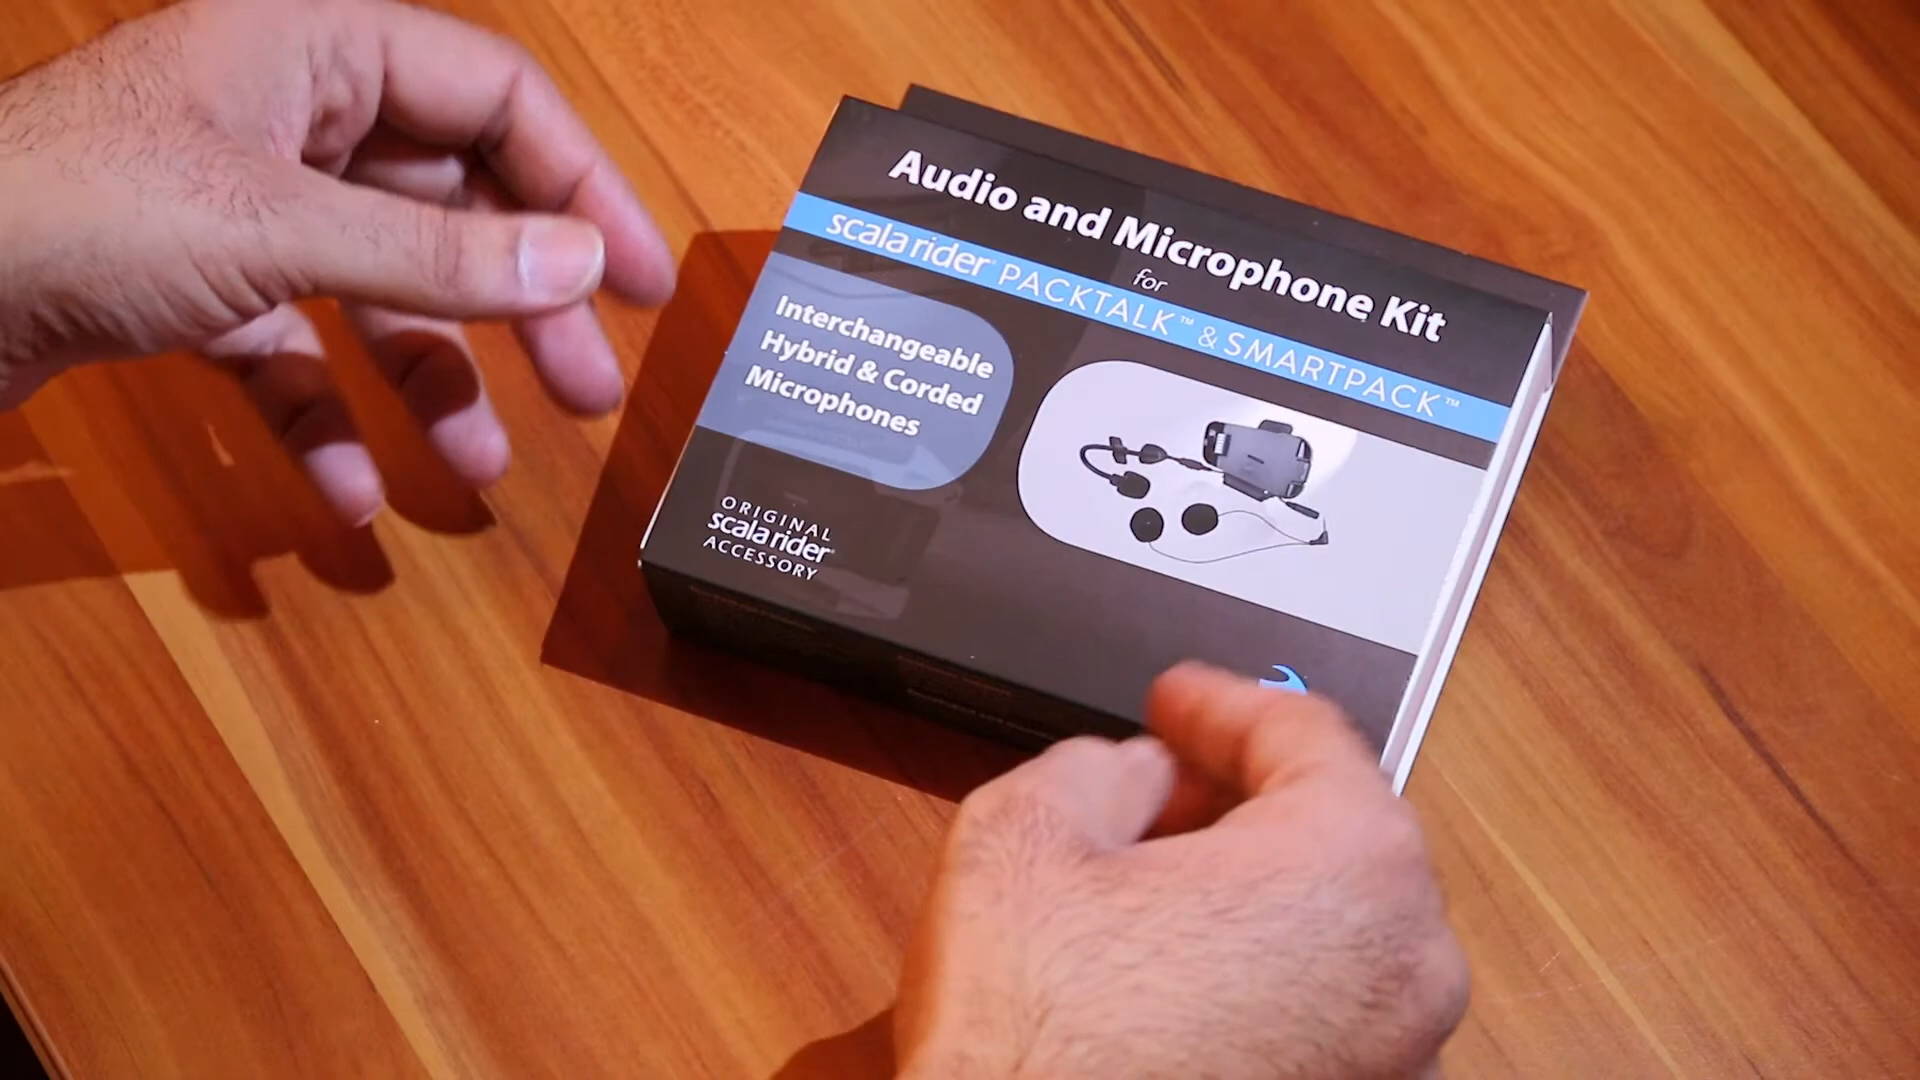 Audio and Microphone Kit
for
scala rider® PACKTALK™ & SMARTPACK™
Interchangeable
Hybrid & Corded
Microphones
ORIGINAL
scala rider®
ACCESSORY